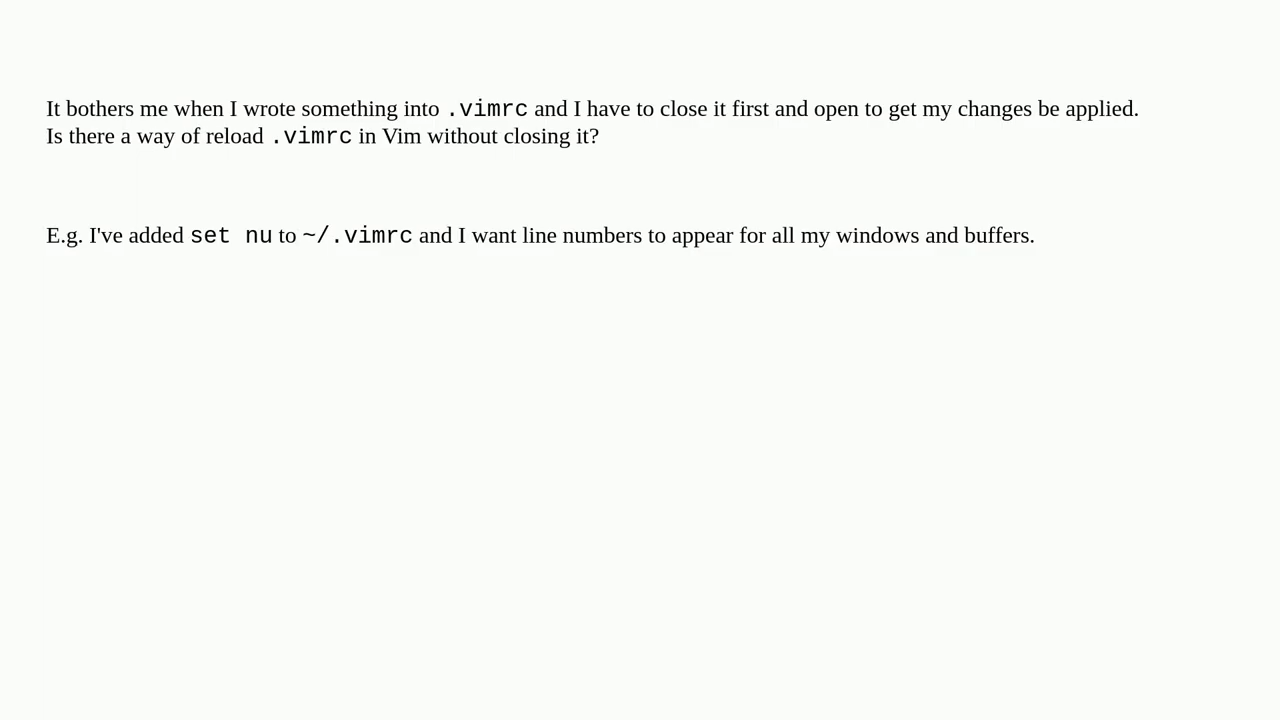 It bothers me when I wrote something into .vimrc and I have to close it first and open to get my changes be applied.
Is there a way of reload .vimrc in Vim without closing it?
E.g. I've added set nu to ~/.vimrc and I want line numbers to appear for all my windows and buffers.